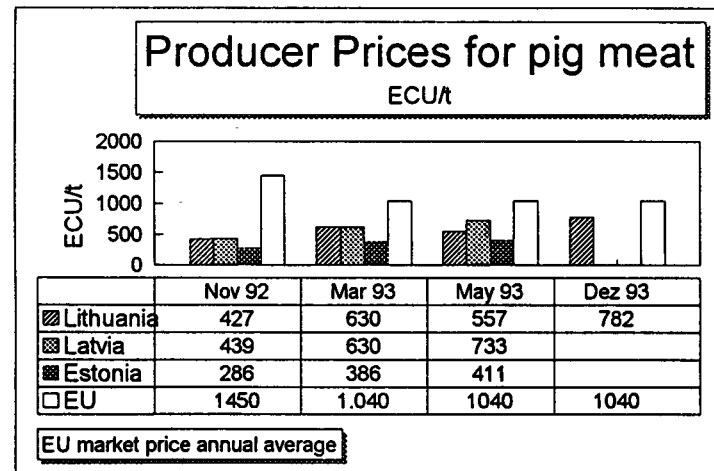 Producer Prices for pig meat
ECU/t
2000
1500
1000
500
0
ECU/t
Nov 92 Mar 93 May 93 Dez 93
Lithuania 427 630 557 782
Latvia 439 630 733
Estonia 286 386 411
EU 1450 1.040 1040 1040
EU market price annual average